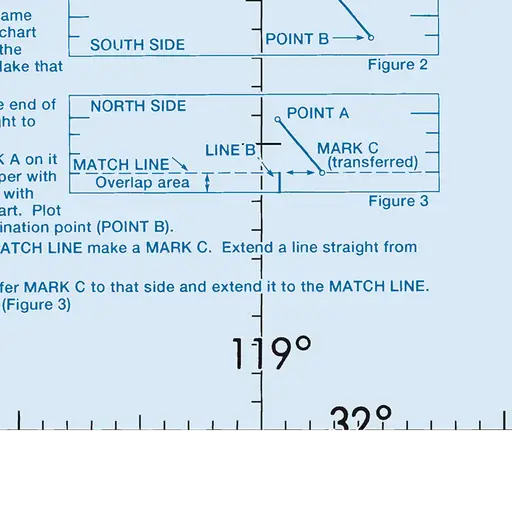 ame
chart
SOUTH SIDE
POINT B
the
Make that
Figure 2
e end of
NORTH SIDE
POINT A
ht to
LINE B
MARK C
K A on it
MATCH LINE
(transferred)
per with
Overlap area
with
Figure 3
art. Plot
ination point (POINT B).
MATCH LINE make a MARK C. Extend a line straight from
fer MARK C to that side and extend it to the MATCH LINE.
(Figure 3)
119°
32°